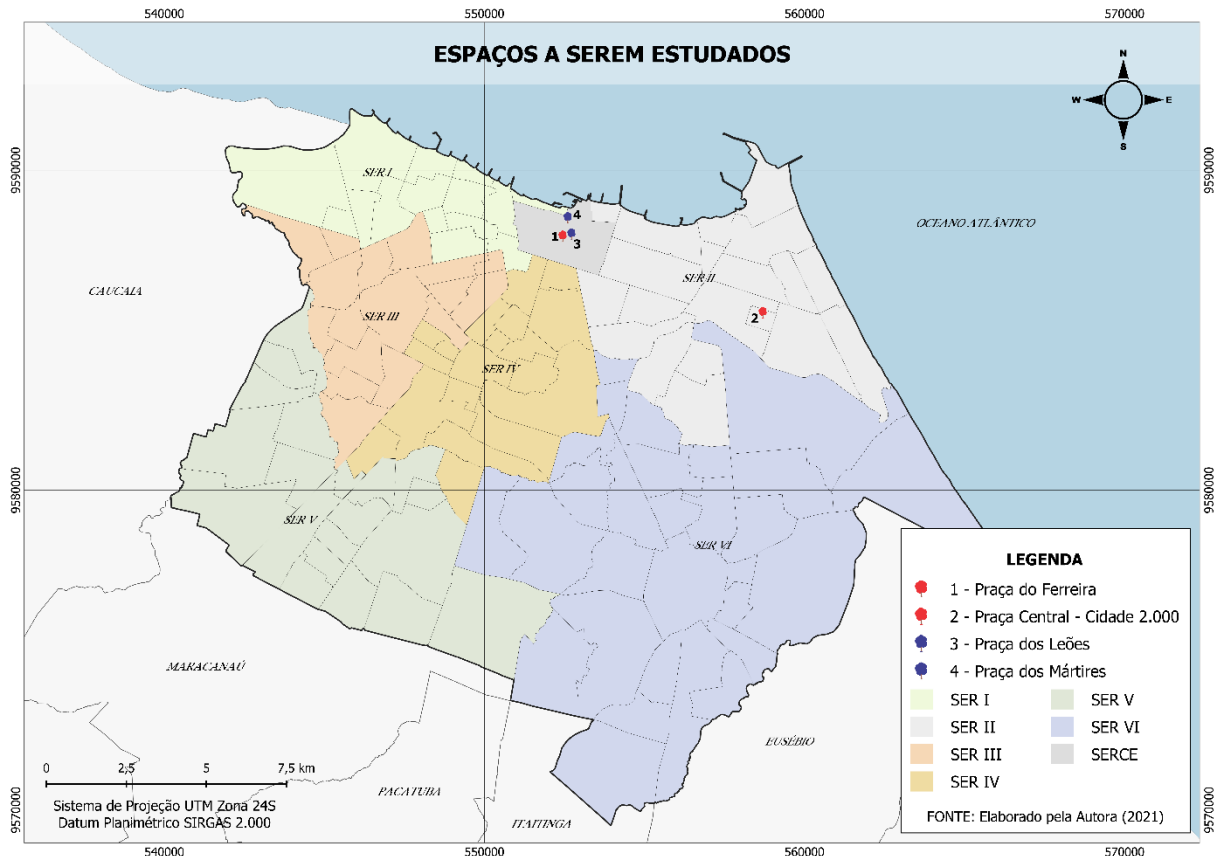 540000
550000
560000
570000
ESPAÇOS A SEREM ESTUDADOS
N
W
E
S
9590000
9590000
SER I
4
1
3
OCEANO ATLÂNTICO
SER II
CAUCAIA
2
SER III
SER IV
9580000
9580000
SER V
SER VI
LEGENDA
1 - Praça do Ferreira
2 - Praça Central - Cidade 2.000
3 - Praça dos Leões
4 - Praça dos Mártires
SER I
SER V
SER II
SER VI
SER III
SERCE
SER IV
FONTE: Elaborado pela Autora (2021)
MARACANAÚ
EUSÉBIO
PACATUBA
ITAITINGA
0
2,5
5
7,5 km
Sistema de Projeção UTM Zona 24S
Datum Planimétrico SIRGAS 2.000
9570000
9570000
540000
550000
560000
570000